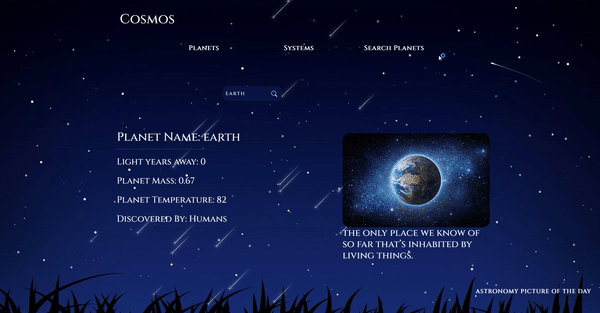 Cosmos
Planets Systems Search Planets
EARTH
Planet Name: Earth
Light years away: 0
Planet Mass: 0.67
Planet Temperature: 82
Discovered By: Humans
The only place we know of
so far that's inhabited by
living things.
Astronomy Picture of the Day